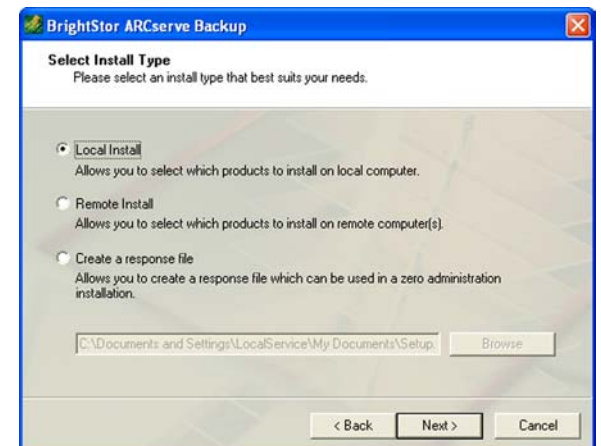 BrightStor ARCserve Backup
Select Install Type
Please select an install type that best suits your needs.
Local Install
Allows you to select which products to install on local computer.
Remote Install
Allows you to select which products to install on remote computer(s).
Create a response file
Allows you to create a response file which can be used in a zero administration
installation.
C:\Documents and Settings\LocalService\My Documents\Setup.
Browse
< Back
Next >
Cancel